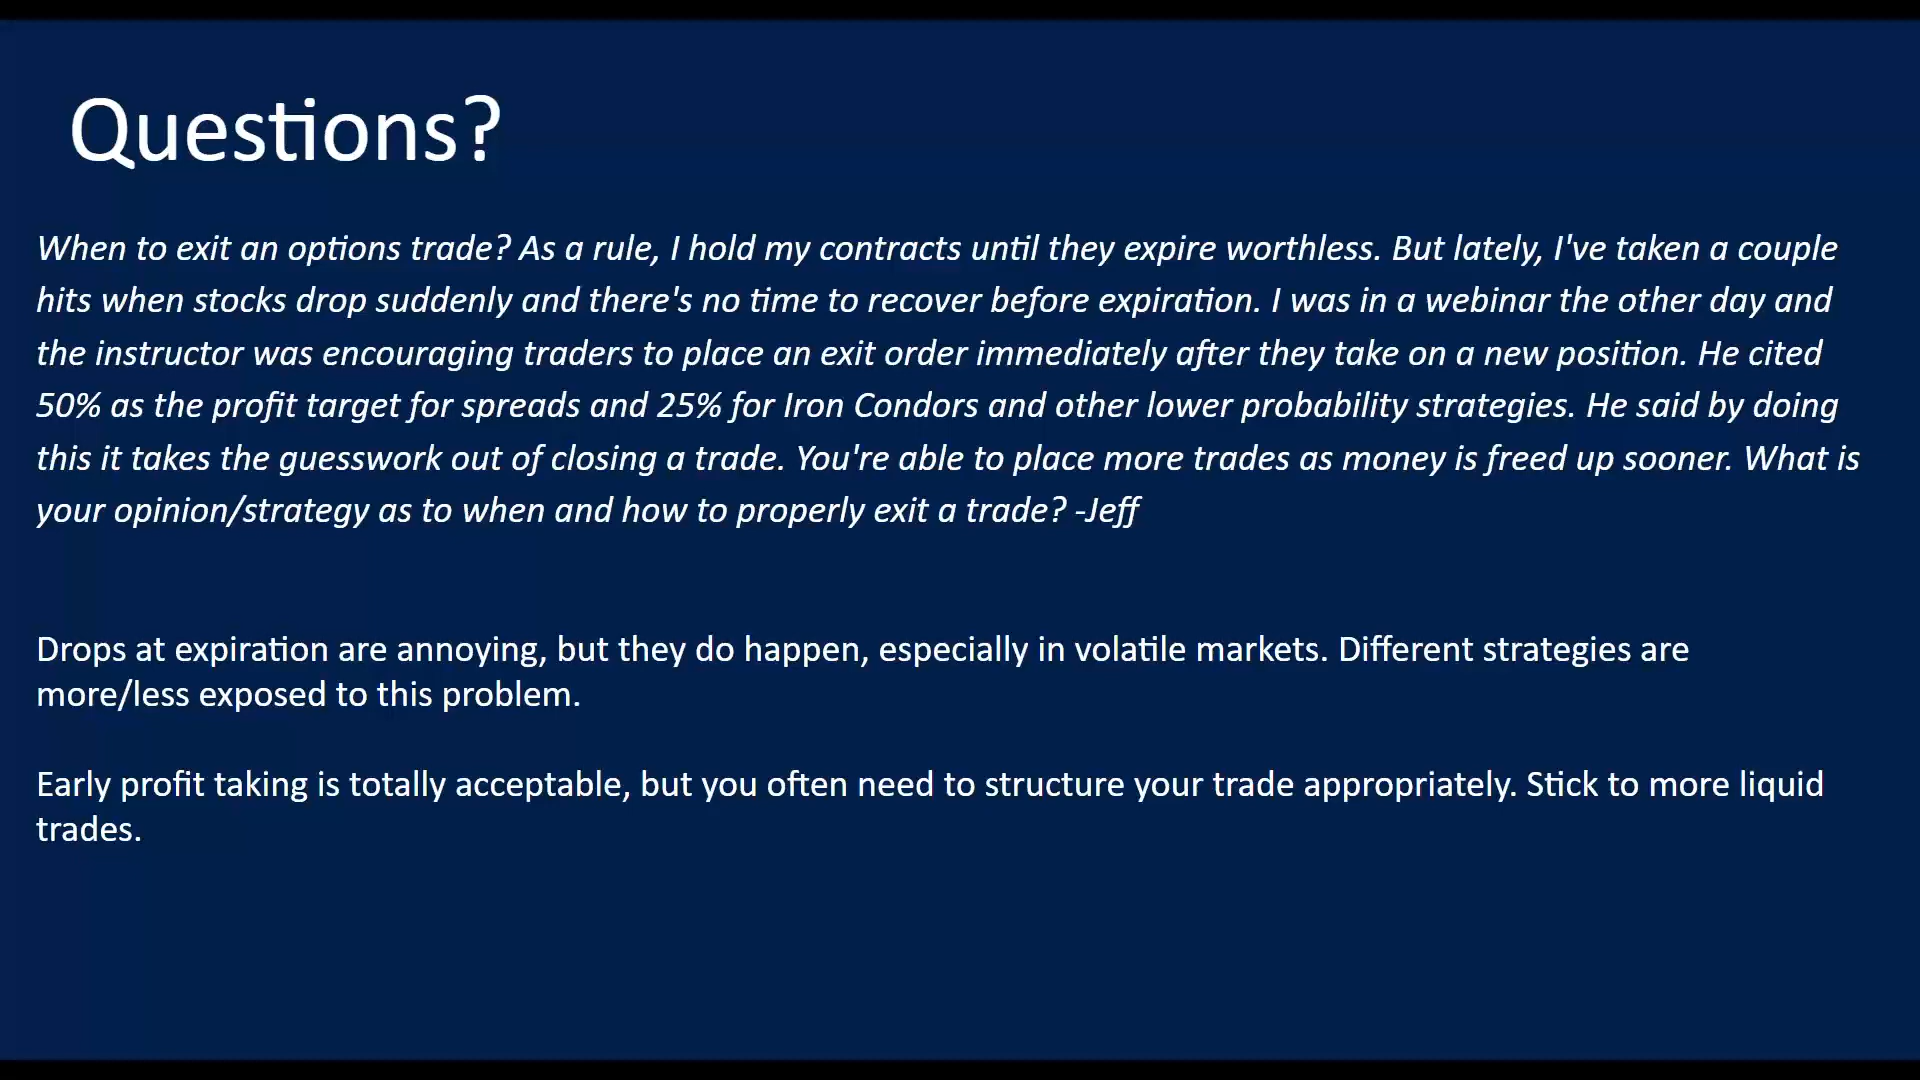 Questions?
When to exit an options trade? As a rule, I hold my contracts until they expire worthless. But lately, I've taken a couple
hits when stocks drop suddenly and there's no time to recover before expiration. I was in a webinar the other day and
the instructor was encouraging traders to place an exit order immediately after they take on a new position. He cited
50% as the profit target for spreads and 25% for Iron Condors and other lower probability strategies. He said by doing
this it takes the guesswork out of closing a trade. You're able to place more trades as money is freed up sooner. What is
your opinion/strategy as to when and how to properly exit a trade? -Jeff
Drops at expiration are annoying, but they do happen, especially in volatile markets. Different strategies are
more/less exposed to this problem.
Early profit taking is totally acceptable, but you often need to structure your trade appropriately. Stick to more liquid
trades.